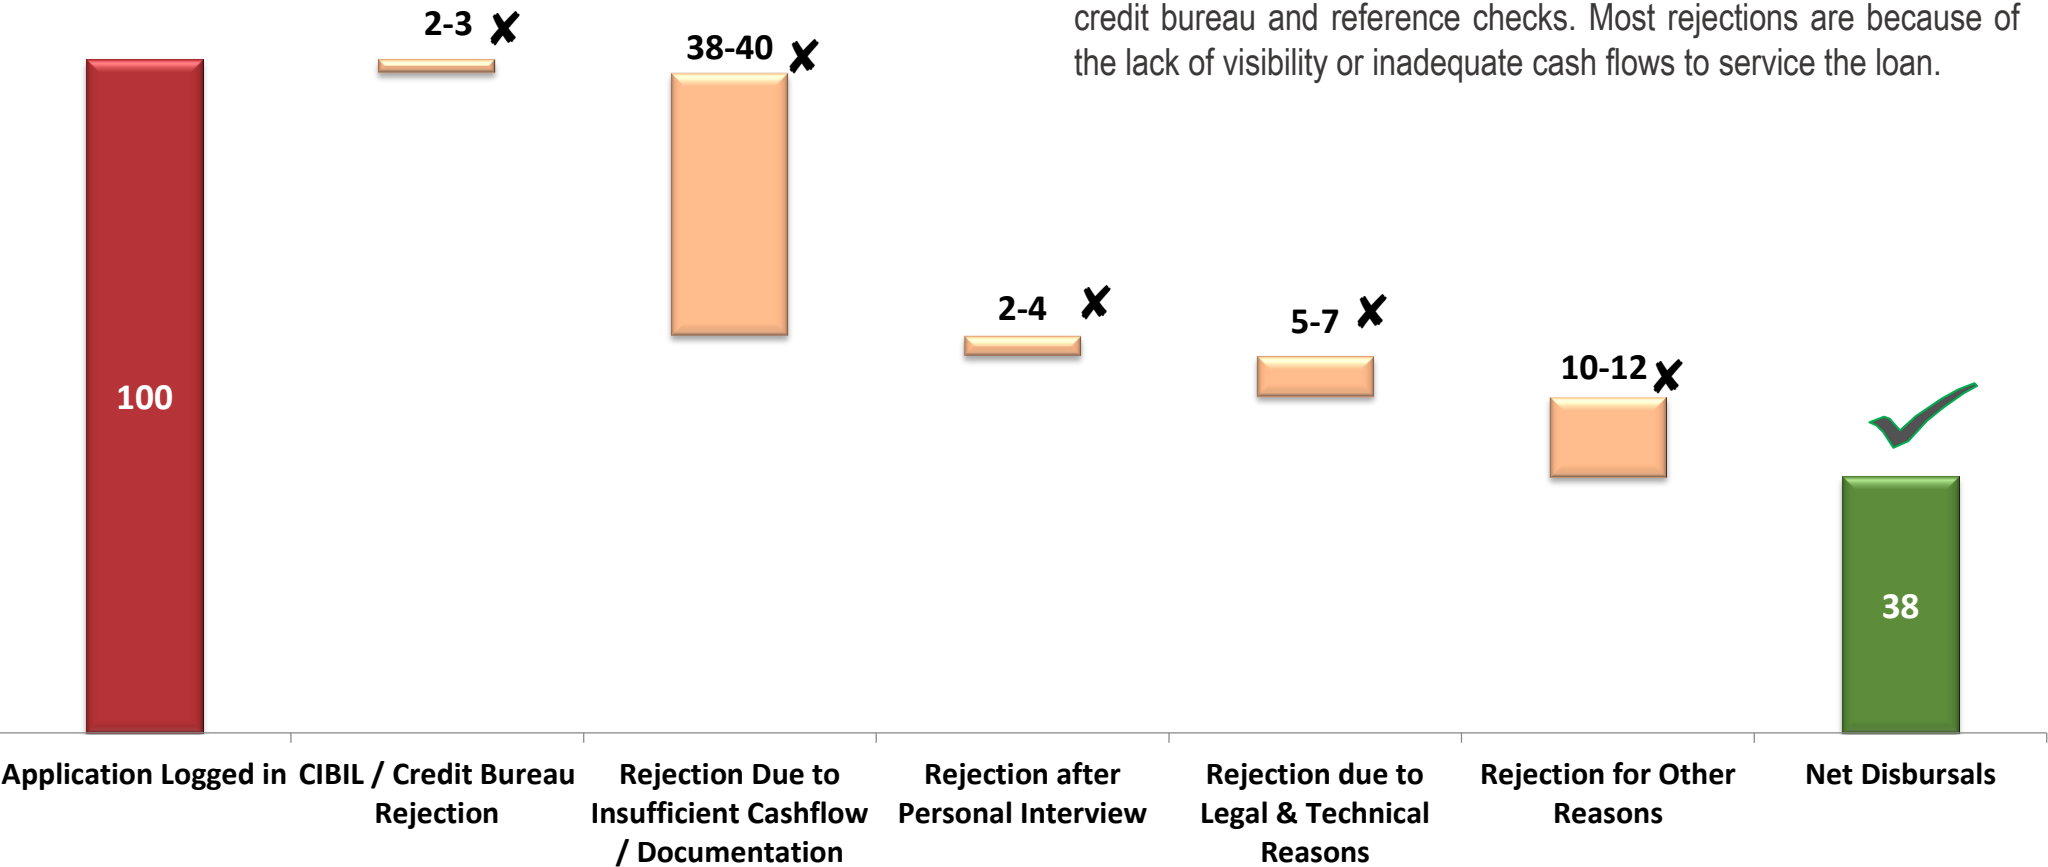 credit bureau and reference checks. Most rejections are because of
the lack of visibility or inadequate cash flows to service the loan.
2-3
38-40
2-4
5-7
10-12
100
38
Application Logged in
CIBIL / Credit Bureau
Rejection
Rejection Due to
Insufficient Cashflow
/ Documentation
Rejection after
Personal Interview
Rejection due to
Legal & Technical
Reasons
Rejection for Other
Reasons
Net Disbursals